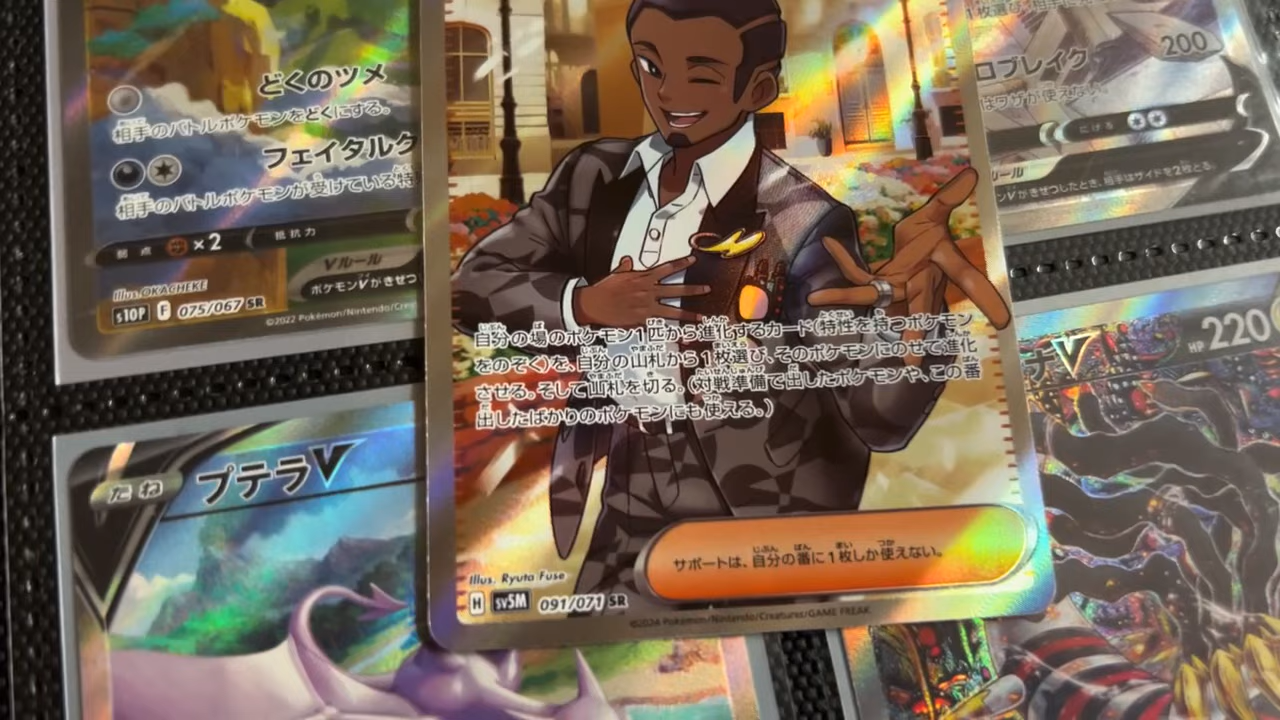 どくのツメ
相手のバトルポケモンをどくにする。
フェイタルク
相手のバトルポケモンが受けている特
弱点 ×2 抵抗力
Vルール
ポケモンVがきぜつ
Illus. OKACHEKE
s10P F 075/067 SR
©2022 Pokémon/Nintendo/Crea
たね プテラV
自分の場のポケモン1匹から進化するカード(特性を持つポケモン
をのぞく)を、自分の山札から1枚選び、そのポケモンにのせて進化
させる。そして山札を切る。(対戦準備で出したポケモンや、この番
出したばかりのポケモンにも使える。)
サポートは、自分の番に1枚しか使えない。
Illus. Ryuta Fuse
H SV5M 091/071 SR
©2024 Pokémon/Nintendo/Creatures/GAME FREAK.
1枚選び、相手に
ロブレイク 200
はワザが使えない。
にげる
ルール
ンVがきぜつしたとき、相手はサイドを2枚とる。
ナV HP 220